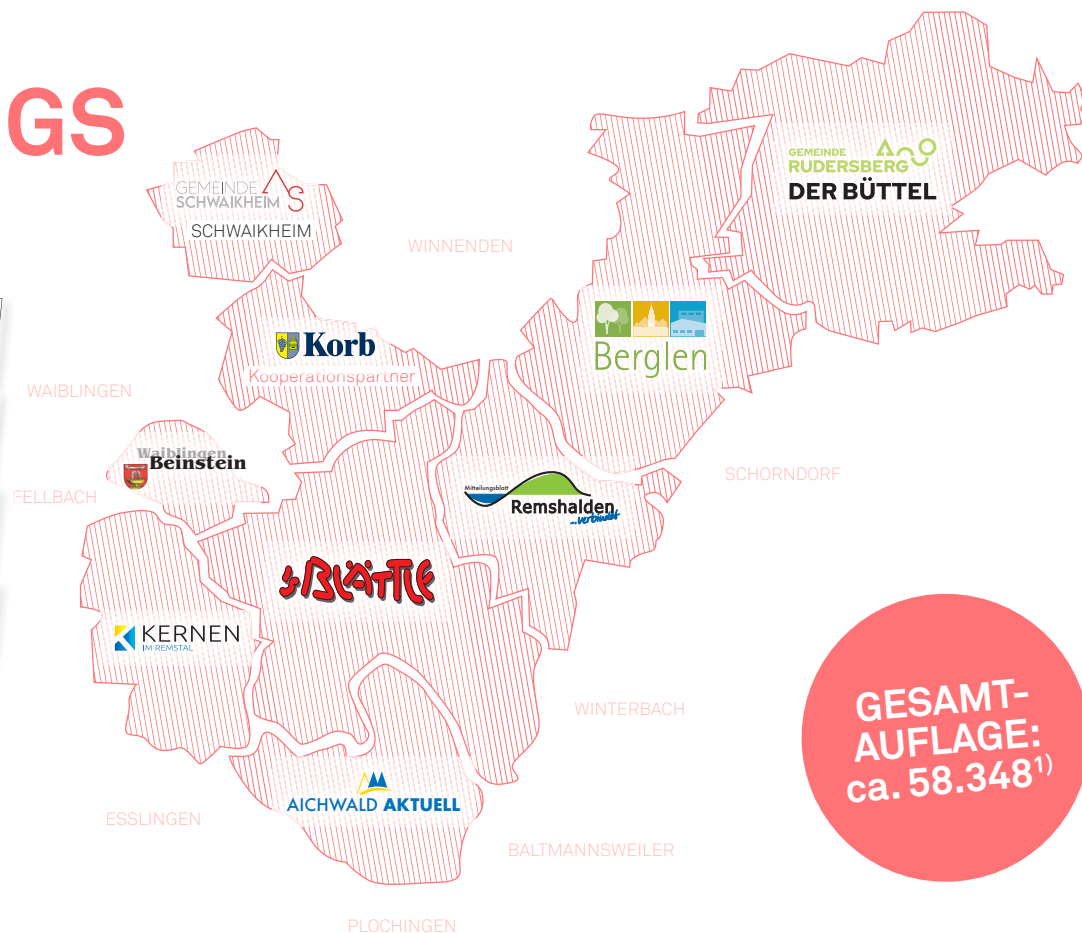 GS
GEMEINDE
SCHWAIKHEIM
SCHWAIKHEIM
GEMEINDE
RUDERSBERG
DER BÜTTEL
WINNENDEN
Berglen
Korb
Kooperationspartner
WAIBLINGEN
Waiblingen
Beinstein
FELLBACH
SCHORNDORF
Mitteilungsblatt
Remshalden
...verbindet
's BLÄTTLE
KERNEN
IM REMSTAL
WINTERBACH
GESAMT-
AUFLAGE:
ca. 58.348¹⁾
AICHWALD AKTUELL
ESSLINGEN
BALTMANNSWEILER
PLOCHINGEN